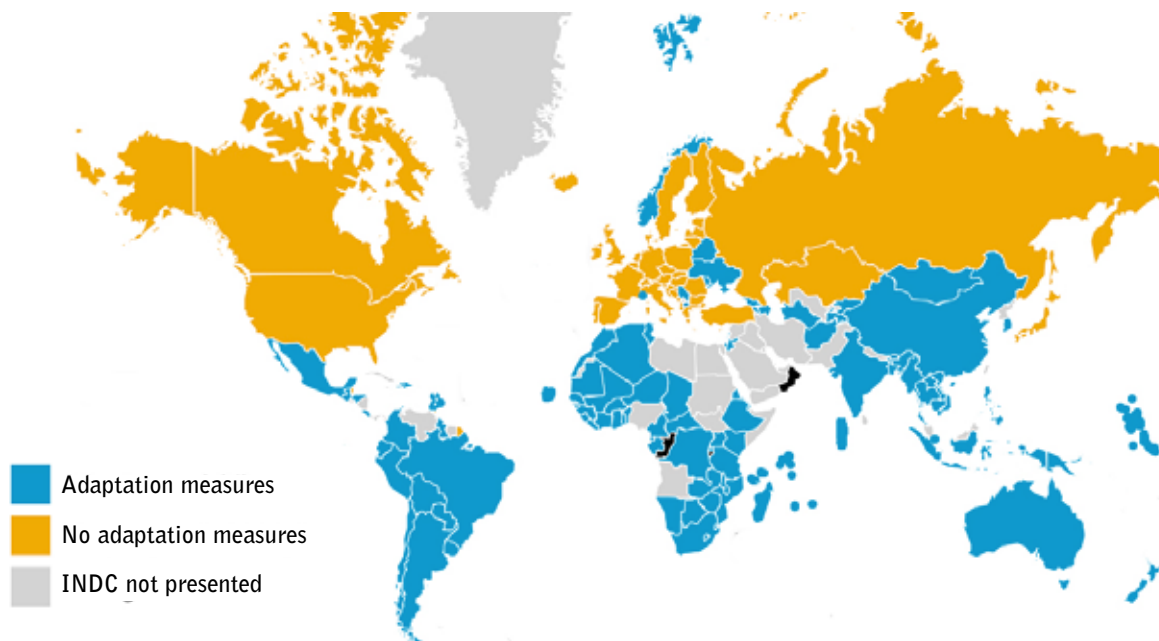 Adaptation measures
No adaptation measures
INDC not presented